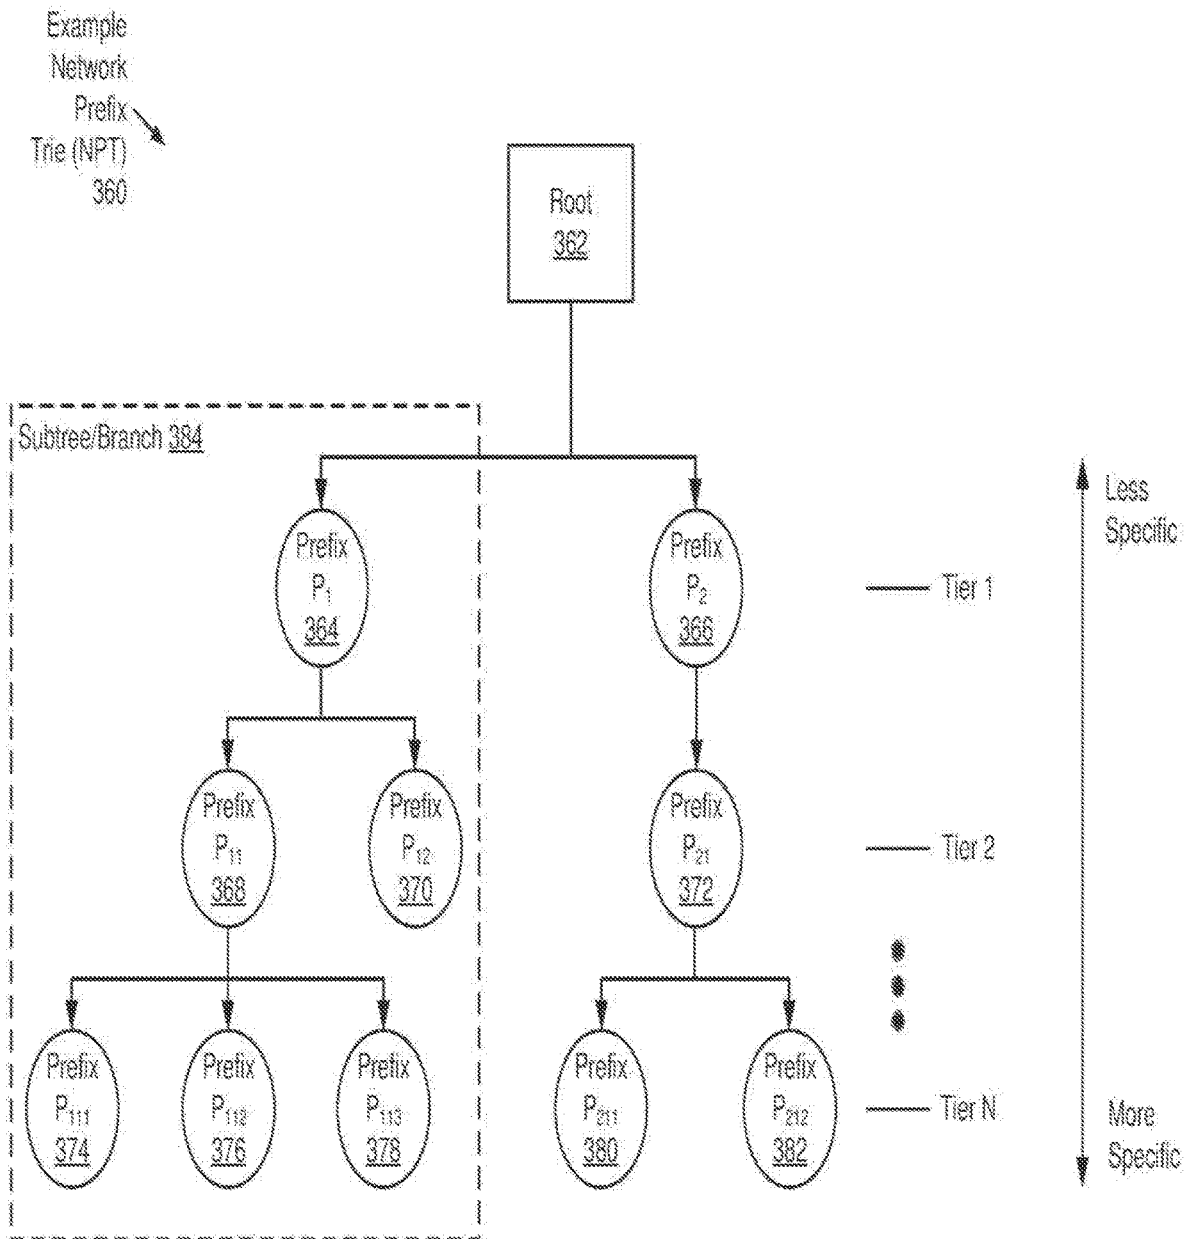 Example
Network
Prefix
Trie (NPT)
360
Root
362
Subtree/Branch 384
Less
Specific
Prefix
P₁
364
Prefix
P₂
366
Tier 1
Prefix
P₁₁
368
Prefix
P₁₂
370
Prefix
P₂₁
372
Tier 2
Prefix
P₁₁₁
374
Prefix
P₁₁₂
376
Prefix
P₁₁₃
378
Prefix
P₂₁₁
380
Prefix
P₂₁₂
382
Tier N
More
Specific